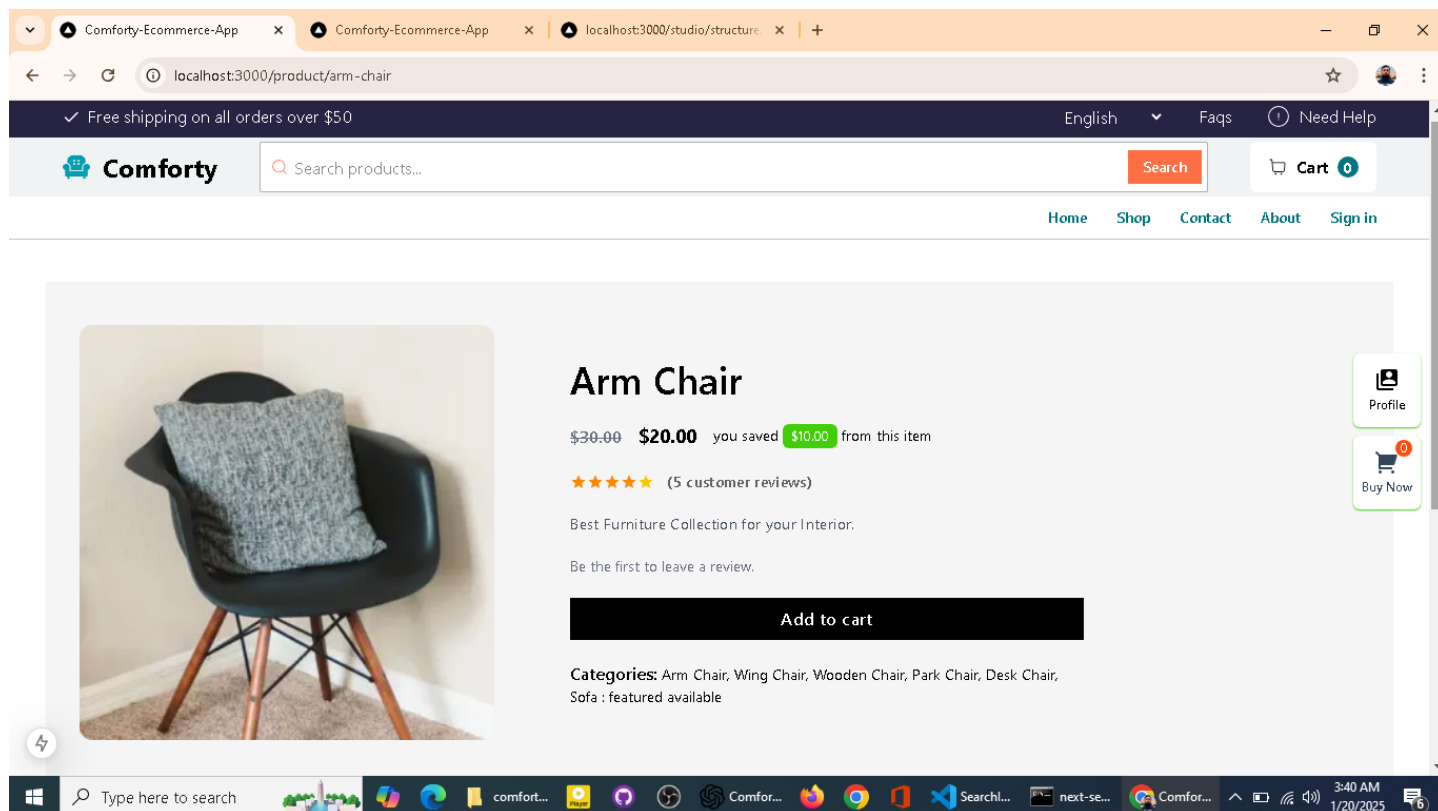 Comforty-Ecommerce-App
Comforty-Ecommerce-App
localhost:3000/studio/structure
localhost:3000/product/arm-chair
Free shipping on all orders over $50
English
Faqs
Need Help
Comforty
Search products...
Search
Cart 0
Home
Shop
Contact
About
Sign in
Arm Chair
$30.00 $20.00 you saved $10.00 from this item
(5 customer reviews)
Best Furniture Collection for your Interior.
Be the first to leave a review.
Add to cart
Categories: Arm Chair, Wing Chair, Wooden Chair, Park Chair, Desk Chair,
Sofa : featured available
Profile
0
Buy Now
Type here to search
comfort...
Player
Comfor...
Searchl...
next-se...
Comfor...
3:40 AM
1/20/2025
6